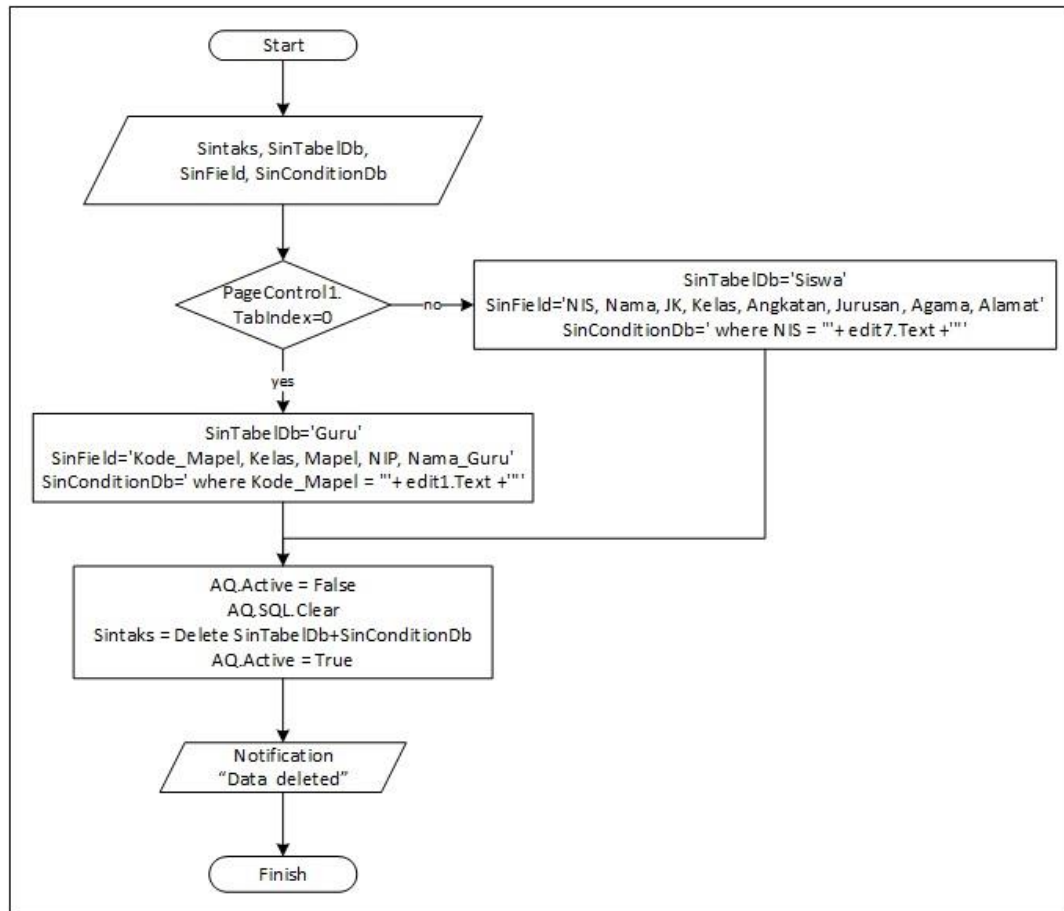 Start
Sintaks, SinTabelDb,
SinField, SinConditionDb
PageControl1.
TabIndex=0
no
SinTabelDb='Siswa'
SinField='NIS, Nama, JK, Kelas, Angkatan, Jurusan, Agama, Alamat'
SinConditionDb=' where NIS = "'+ edit7.Text +'"'
yes
SinTabelDb='Guru'
SinField='Kode_Mapel, Kelas, Mapel, NIP, Nama_Guru'
SinConditionDb=' where Kode_Mapel = "'+ edit1.Text +'"'
AQ.Active = False
AQ.SQL.Clear
Sintaks = Delete SinTabelDb+SinConditionDb
AQ.Active = True
Notification
“Data deleted”
Finish